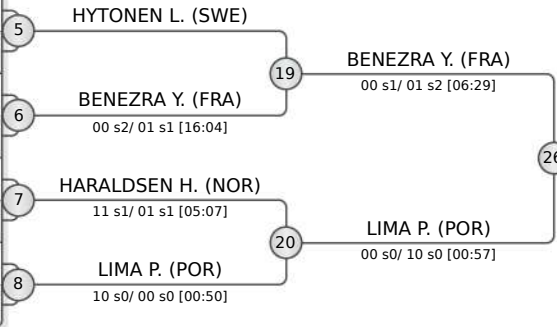 5
HYTONEN L. (SWE)
19
BENEZRA Y. (FRA)
00 s1/ 01 s2 [06:29]
6
BENEZRA Y. (FRA)
00 s2/ 01 s1 [16:04]
26
7
HARALDSEN H. (NOR)
11 s1/ 01 s1 [05:07]
20
LIMA P. (POR)
00 s0/ 10 s0 [00:57]
8
LIMA P. (POR)
10 s0/ 00 s0 [00:50]